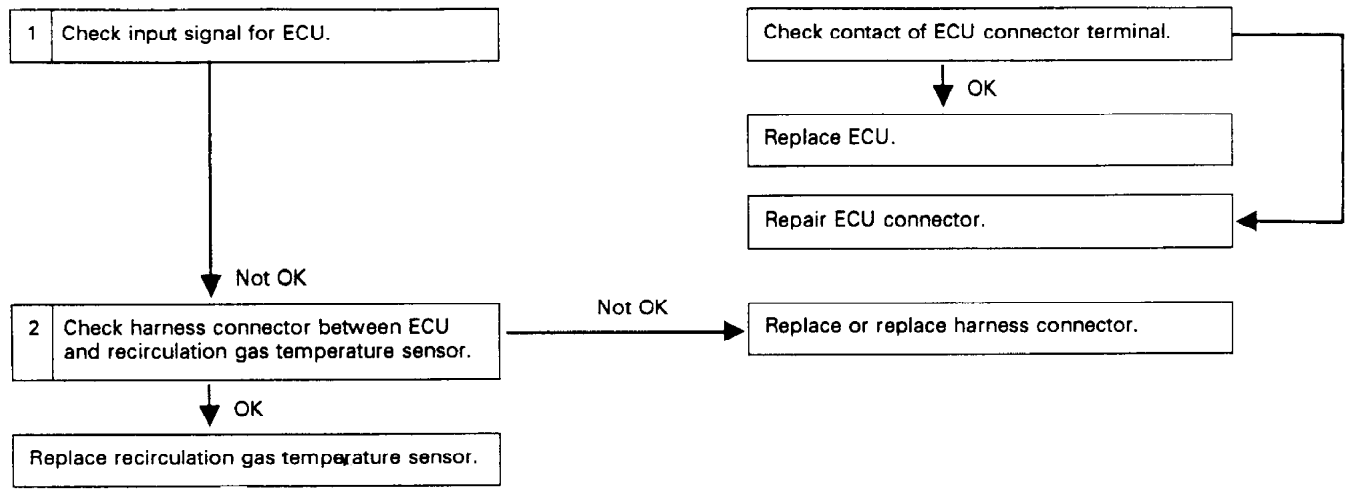 1 Check input signal for ECU.
Check contact of ECU connector terminal.
OK
Replace ECU.
Repair ECU connector.
Not OK
2 Check harness connector between ECU
and recirculation gas temperature sensor.
Not OK
Replace or replace harness connector.
OK
Replace recirculation gas temperature sensor.